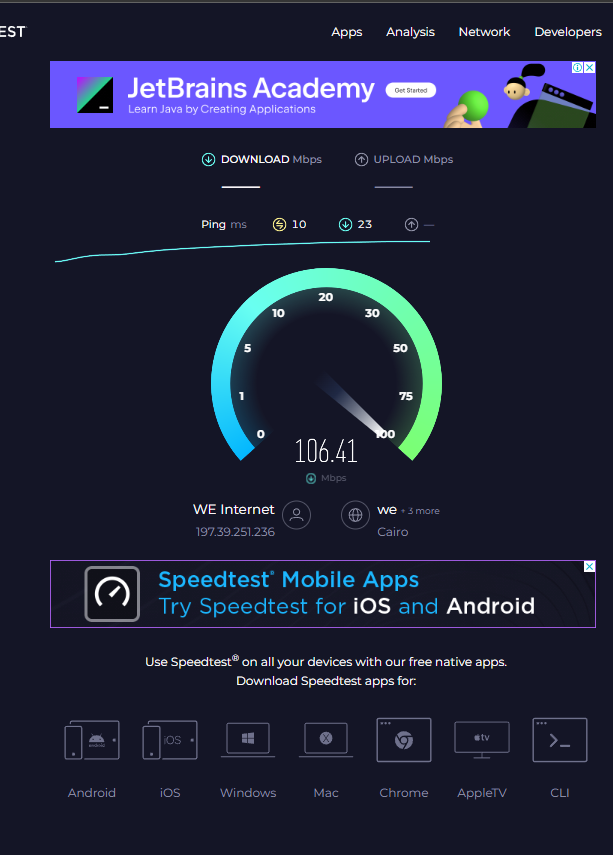 EST
Apps Analysis Network Developers
JetBrains Academy
Get Started
Learn Java by Creating Applications
DOWNLOAD Mbps UPLOAD Mbps
Ping ms 10 23 —
0
1
5
10
20
30
50
75
100
106.41
Mbps
WE Internet
197.39.251.236
we + 3 more
Cairo
Speedtest® Mobile Apps
Try Speedtest for iOS and Android
Use Speedtest® on all your devices with our free native apps.
Download Speedtest apps for:
android
iOS
X
tv
Android iOS Windows Mac Chrome AppleTV CLI